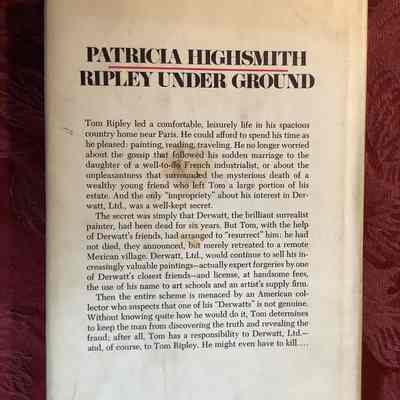 PATRICIA HIGHSMITH
RIPLEY UNDER GROUND
Tom Ripley led a comfortable, leisurely life in his spacious
country home near Paris. He could afford to spend his time as
he pleased: painting, reading, traveling. He no longer worried
about the gossip that followed his sodden marriage to the
daughter of a well-to-do French industrialist, or about the
unpleasantness that surrounded the mysterious death of a
wealthy young friend who left Tom a large portion of his
estate. And the only "impropriety" about his interest in Der-
watt, Ltd., was a well-kept secret.
The secret was simply that Derwatt, the brilliant surrealist
painter, had been dead for six years. But Tom, with the
help of Derwatt's friends, had arranged to "resurrect" him: he had
not died, they announced, but merely retreated to a remote
Mexican village. Derwatt, Ltd., would continue to sell his in-
creasingly valuable paintings—actually expert forgeries by one
of Derwatt's closest friends—and license, at handsome fees,
the use of his name to art schools and an artist's supply firm.
Then the entire scheme is menaced by an American col-
lector who suspects that one of his "Derwatts" is not genuine.
Without knowing quite how he would do it, Tom determines
to keep the man from discovering the truth and revealing the
fraud; after all, Tom has a responsibility to Derwatt, Ltd.—
and, of course, to Tom Ripley. He might even have to kill....